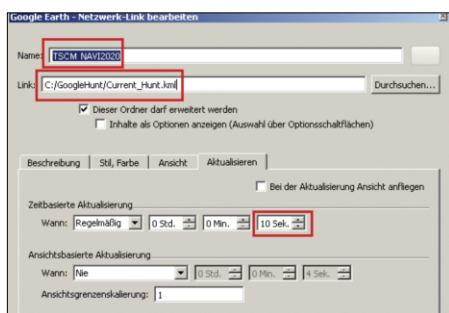 Google Earth - Netzwerk-Link bearbeiten
Name: TSCM NAVI2020
Link: C:/GoogleHunt/Current_Hunt.kml Durchsuchen...
Dieser Ordner darf erweitert werden
Inhalte als Optionen anzeigen (Auswahl über Optionsschaltflächen)
Beschreibung Stil, Farbe Ansicht Aktualisieren
Bei der Aktualisierung Ansicht anfliegen
Zeitbasierte Aktualisierung
Wann: Regelmäßig 0 Std. 0 Min. 10 Sek.
Ansichtsbasierte Aktualisierung
Wann: Nie 0 Std. 0 Min. 4 Sek.
Ansichtsgrenzenskalierung: 1